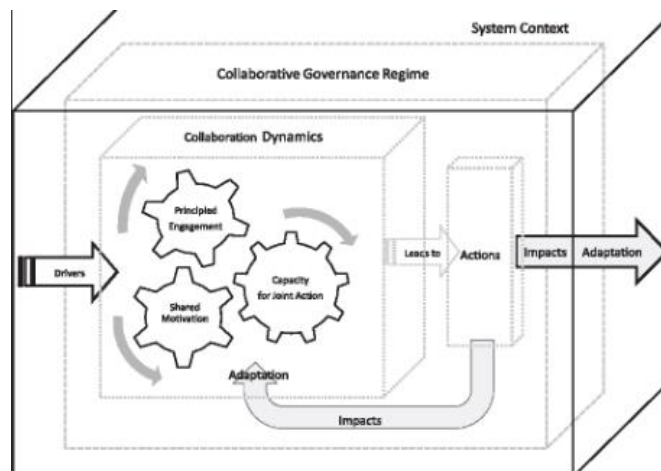 System Context
Collaborative Governance Regime
Collaboration Dynamics
Principled
Engagement
Drivers
Shared
Motivation
Capacity
for Joint Action
Leads to
Actions
Impacts
Adaptation
Adaptation
Impacts